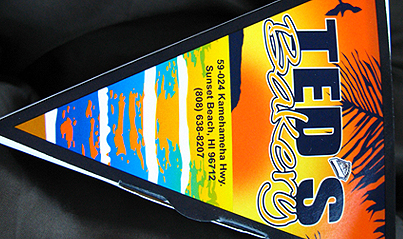 TED'S
Bakery
59-024 Kamehameha Hwy.
Sunset Beach, HI 96712
(808) 638-8207